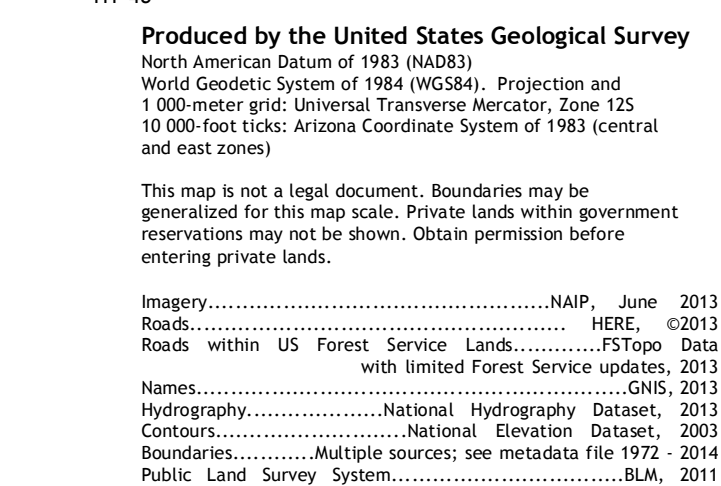 Produced by the United States Geological Survey
North American Datum of 1983 (NAD83)
World Geodetic System of 1984 (WGS84). Projection and
1 000-meter grid: Universal Transverse Mercator, Zone 12S
10 000-foot ticks: Arizona Coordinate System of 1983 (central
and east zones)
This map is not a legal document. Boundaries may be
generalized for this map scale. Private lands within government
reservations may not be shown. Obtain permission before
entering private lands.
Imagery..................................................NAIP, June 2013
Roads....................................................... HERE, ©2013
Roads within US Forest Service Lands.............FSTopo Data
with limited Forest Service updates, 2013
Names...............................................................GNIS, 2013
Hydrography....................National Hydrography Dataset, 2013
Contours............................National Elevation Dataset, 2003
Boundaries............Multiple sources; see metadata file 1972 - 2014
Public Land Survey System..................................BLM, 2011